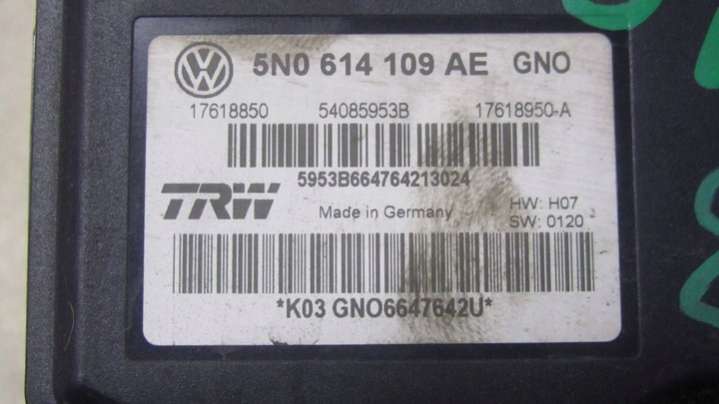 5N0 614 109 AE GNO
17618850 54085953B 17618950-A
5953B664764213024
TRW Made in Germany HW: H07
SW: 0120
*K03 GNO6647642U*